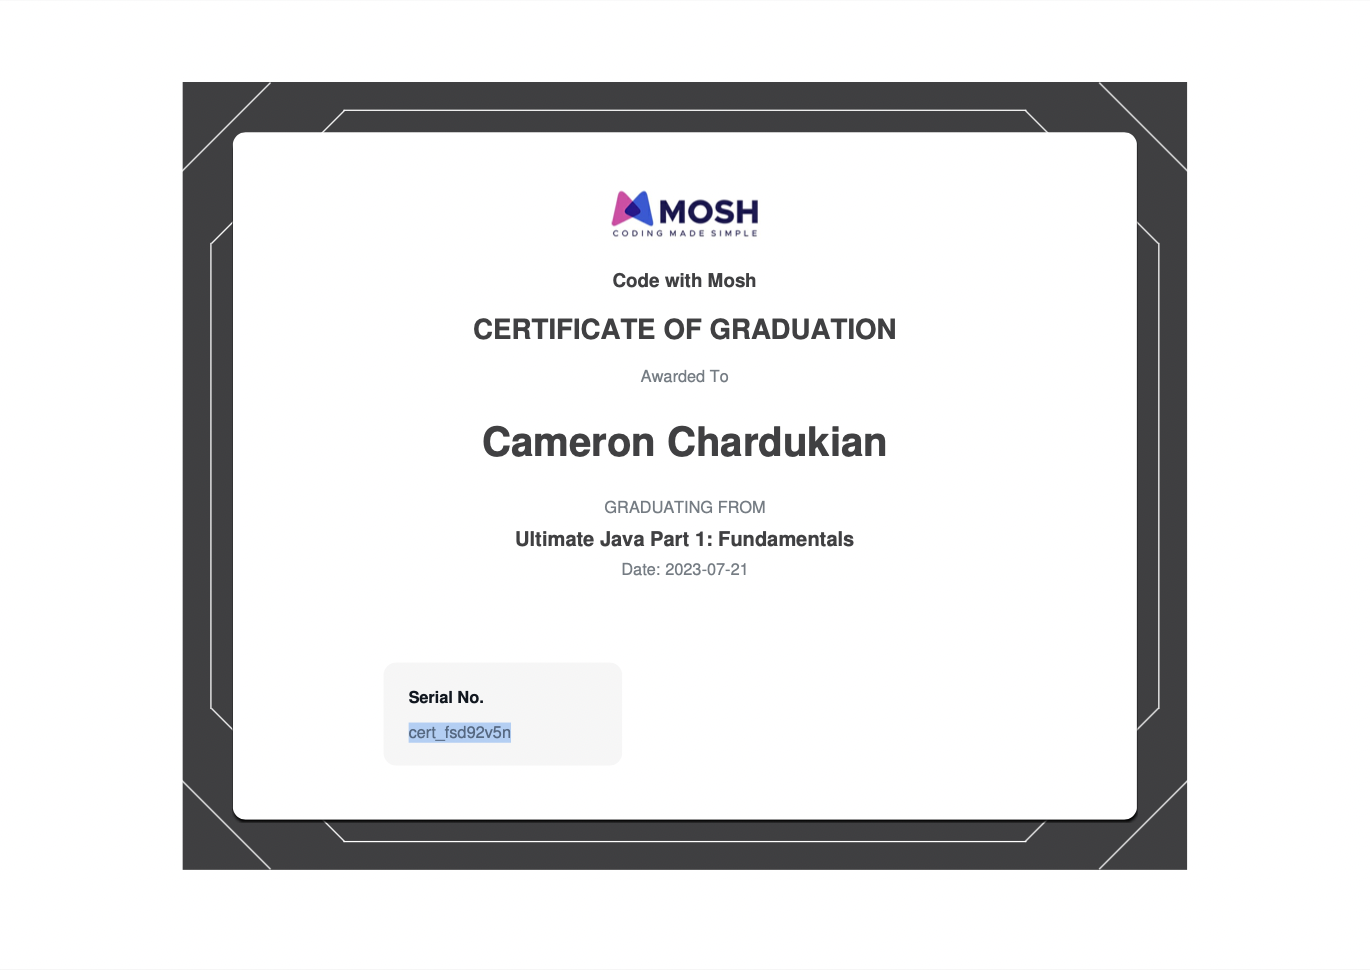 MOSH
CODING MADE SIMPLE
Code with Mosh
CERTIFICATE OF GRADUATION
Awarded To
Cameron Chardukian
GRADUATING FROM
Ultimate Java Part 1: Fundamentals
Date: 2023-07-21
Serial No.
cert_fsd92v5n